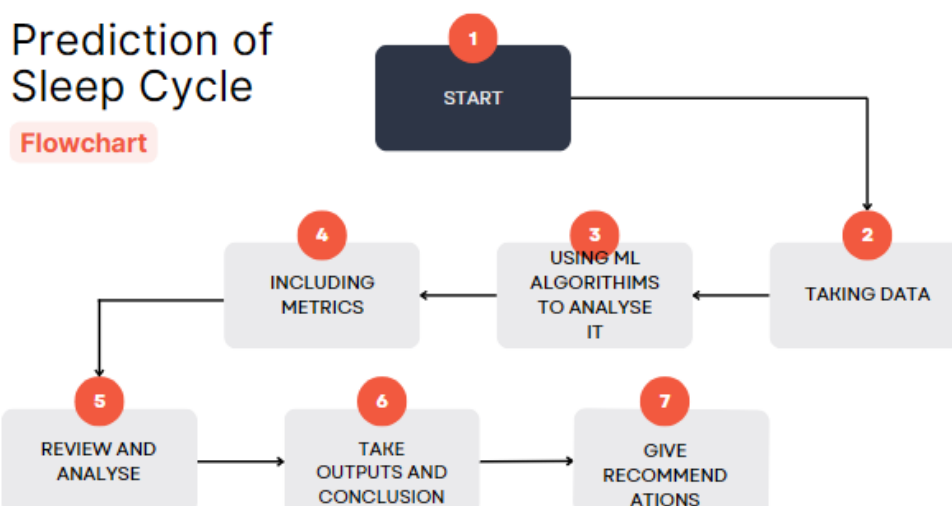 Prediction of
Sleep Cycle
Flowchart
1
START
2
TAKING DATA
3
USING ML
ALGORITHIMS
TO ANALYSE
IT
4
INCLUDING
METRICS
5
REVIEW AND
ANALYSE
6
TAKE
OUTPUTS AND
CONCLUSION
7
GIVE
RECOMMEND
ATIONS